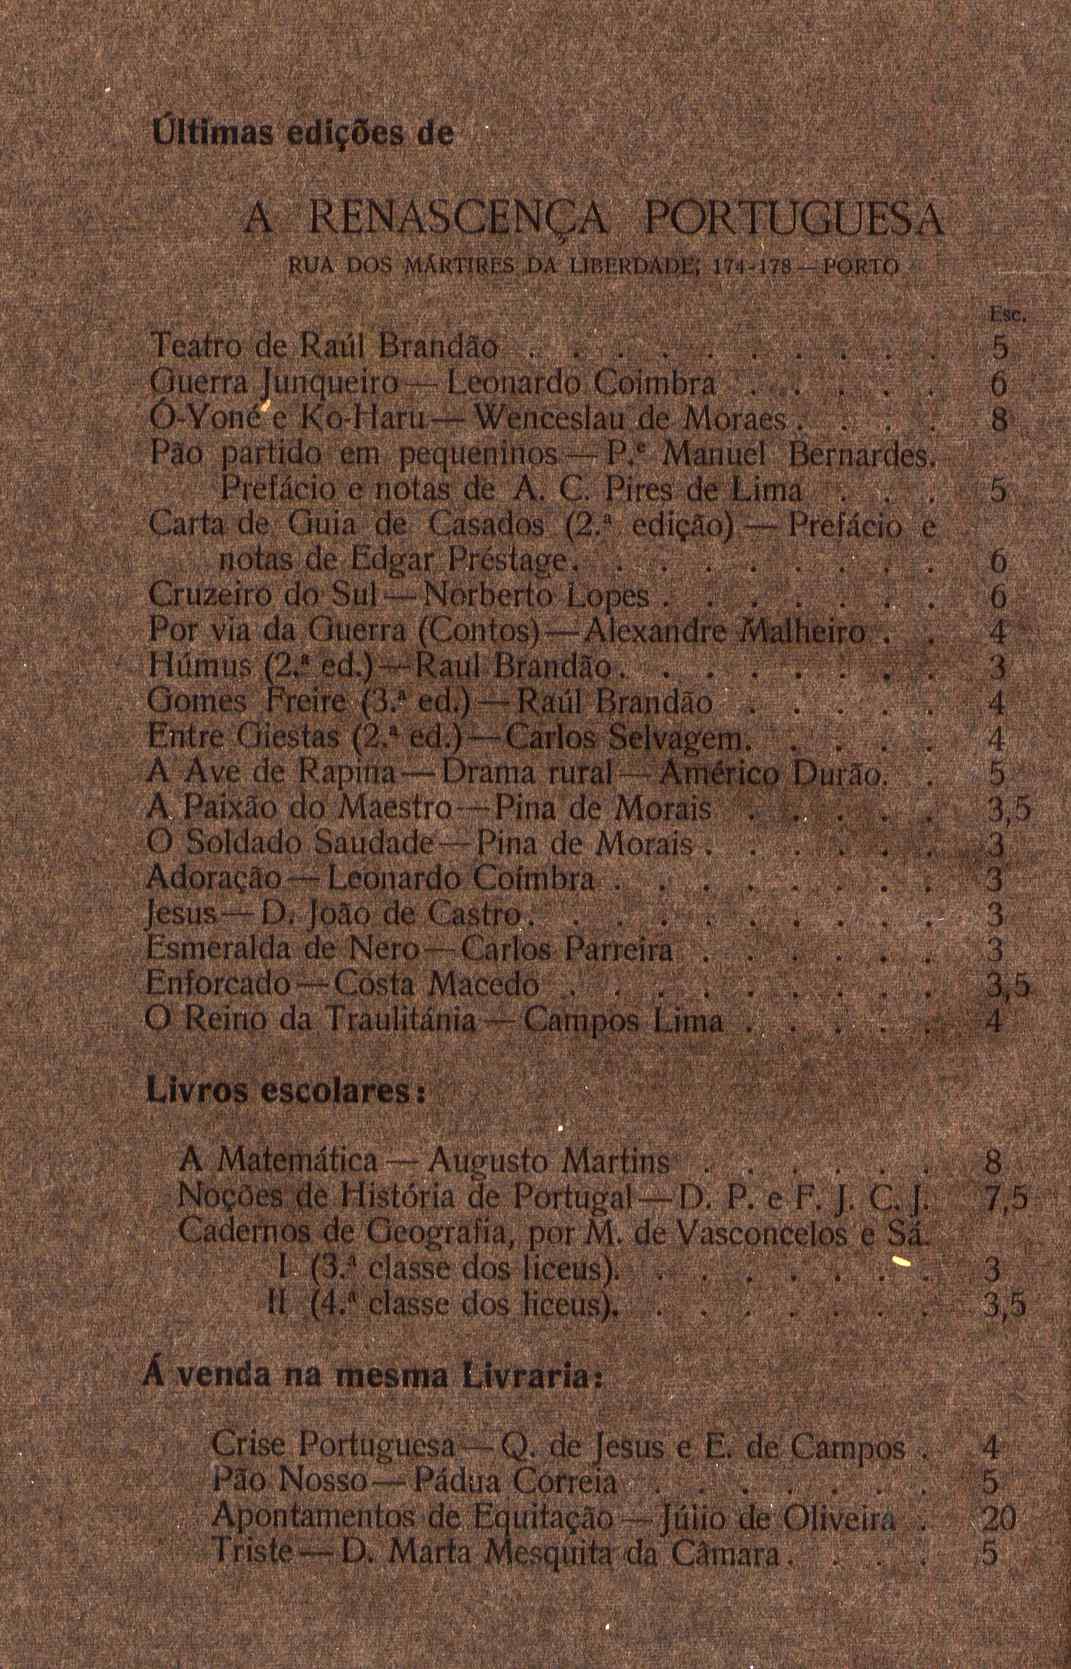 Últimas edições de
A RENASCENÇA PORTUGUESA
RUA DOS MÁRTIRES DA LIBERDADE, 174-178 — PORTO
Esc.
Teatro de Raúl Brandão . . . . . . . . . . 5
Guerra Junqueiro — Leonardo Coimbra . . . . . 6
Ó-Yoné e Ko-Haru — Wenceslau de Moraes . . . . 8
Pão partido em pequeninos — P.e Manuel Bernardes.
Prefácio e notas de A. C. Pires de Lima . . . 5
Carta de Guia de Casados (2.ª edição) — Prefácio e
notas de Edgar Préstage . . . . . . . . . 6
Cruzeiro do Sul — Norberto Lopes . . . . . . . 6
Por via da Guerra (Contos) — Alexandre Malheiro . . 4
Húmus (2.ª ed.) — Raul Brandão . . . . . . . . 3
Gomes Freire (3.ª ed.) — Raúl Brandão . . . . . 4
Entre Giestas (2.ª ed.) — Carlos Selvagem . . . . . 4
A Ave de Rapina — Drama rural — Américo Durão . . 5
A Paixão do Maestro — Pina de Morais . . . . . 3,5
O Soldado Saudade — Pina de Morais . . . . . . 3
Adoração — Leonardo Coímbra . . . . . . . . 3
Jesus — D. João de Castro . . . . . . . . . . 3
Esmeralda de Nero — Carlos Parreira . . . . . . 3
Enforcado — Costa Macedo . . . . . . . . . 3,5
O Reino da Traulitánia — Campos Lima . . . . . 4
Livros escolares:
A Matemática — Augusto Martins . . . . . . 8
Noções de História de Portugal — D. P. e F. J. C. J. 7,5
Cadernos de Geografia, por M. de Vasconcelos e Sá.
I (3.ª classe dos liceus) . . . . . . . . 3
II (4.ª classe dos liceus) . . . . . . . . 3,5
Á venda na mesma Livraria:
Crise Portuguesa — Q. de Jesus e E. de Campos . 4
Pão Nosso — Pádua Correia . . . . . . . 5
Apontamentos de Equitação — Júlio de Oliveira . 20
Triste — D. Marta Mesquita da Câmara . . . . 5